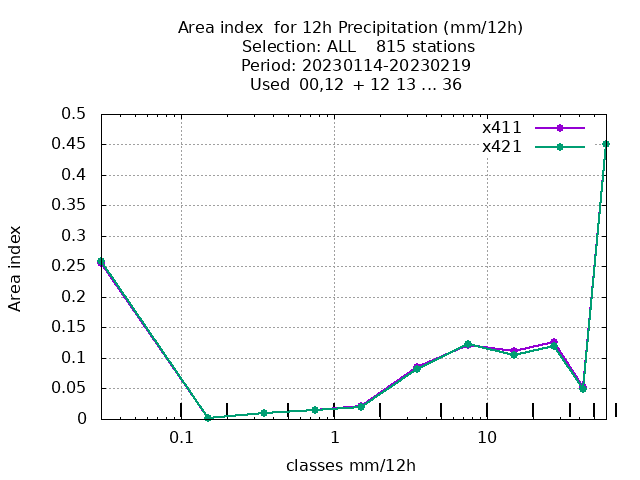 Area index  for 12h Precipitation (mm/12h)
Selection: ALL    815 stations
Period: 20230114-20230219
Used  00,12  + 12 13 ... 36
x411
x421
0.5
0.45
0.4
0.35
0.3
0.25
0.2
0.15
0.1
0.05
0
Area index
0.1 1 10
classes mm/12h